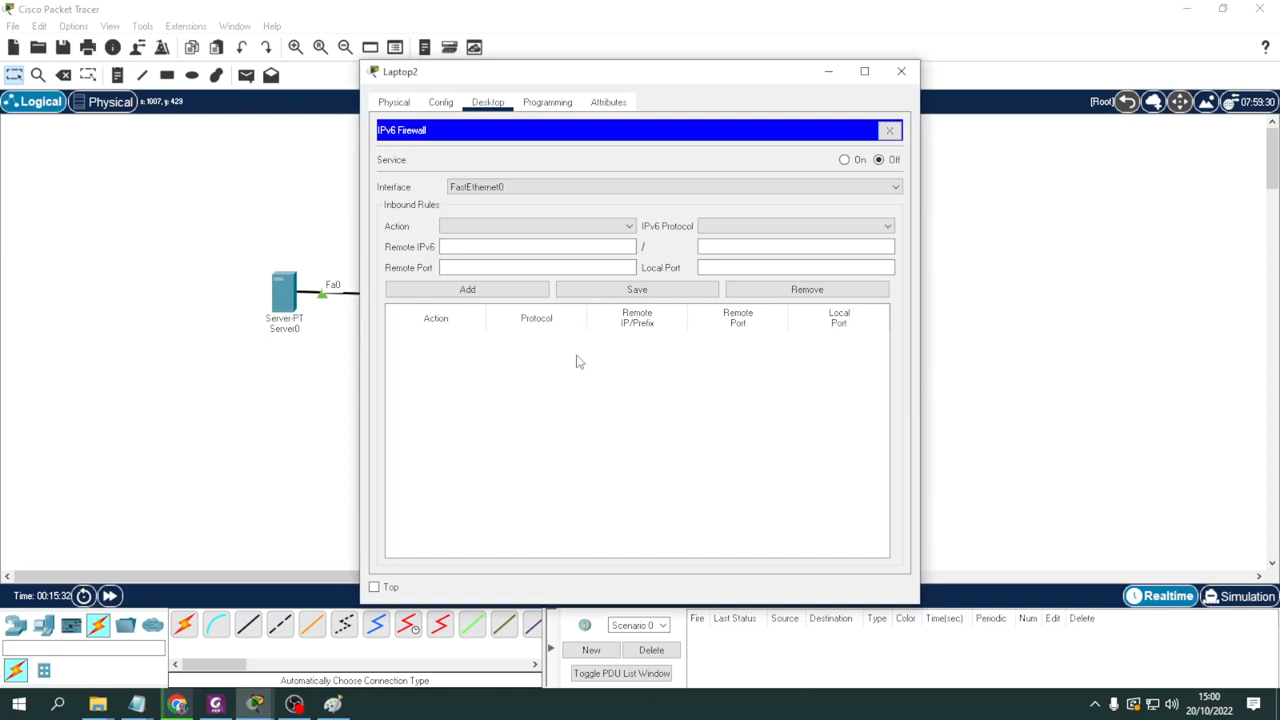 Cisco Packet Tracer
File Edit Options View Tools Extensions Window Help
Logical Physical x: 1007, y: 429 [Root] 07:59:30
Laptop2
Physical Config Desktop Programming Attributes
IPv6 Firewall X
Service On Off
Interface FastEthernet0
Inbound Rules
Action IPv6 Protocol
Remote IPv6 /
Remote Port Local Port
Add Save Remove
Action Protocol Remote IP/Prefix Remote Port Local Port
Fa0
Server-PT
Server0
Top
Time: 00:15:32 Realtime Simulation
Scenario 0 Fire Last Status Source Destination Type Color Time(sec) Periodic Num Edit Delete
New Delete
Toggle PDU List Window
Automatically Choose Connection Type
15:00
20/10/2022